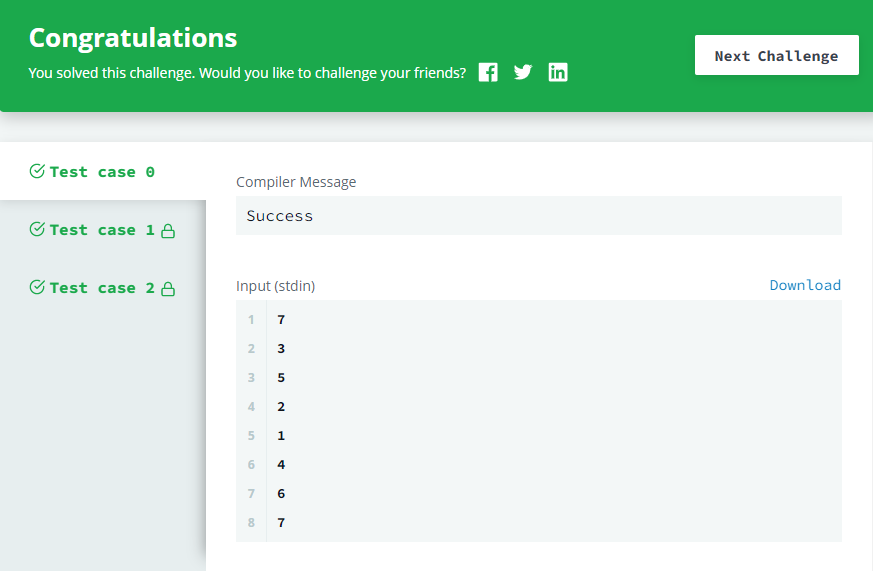 Congratulations
You solved this challenge. Would you like to challenge your friends?
Next Challenge
Test case 0
Test case 1
Test case 2
Compiler Message
Success
Input (stdin)
Download
1 7
2 3
3 5
4 2
5 1
6 4
7 6
8 7